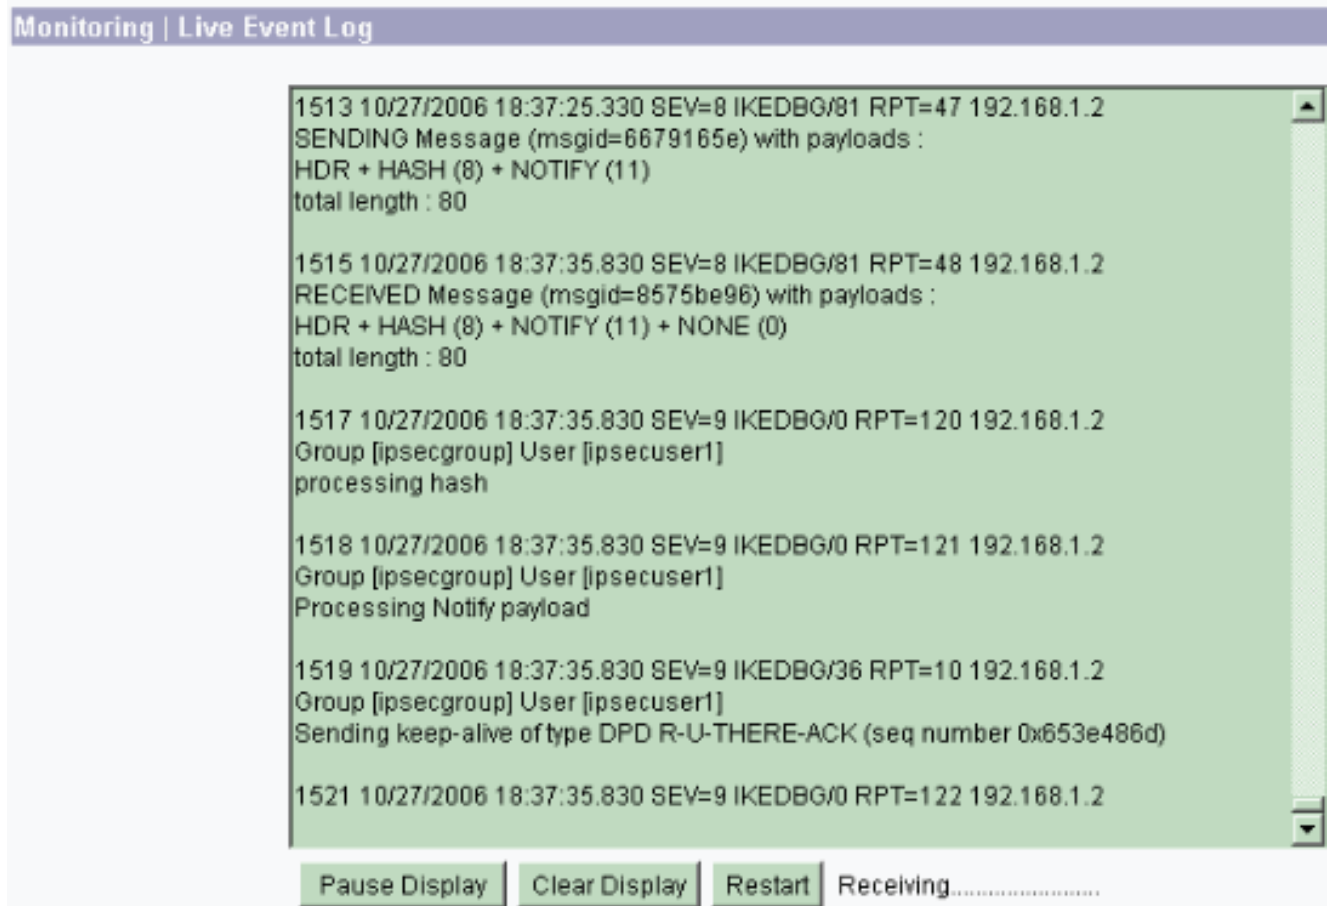 Monitoring | Live Event Log
1513 10/27/2006 18:37:25.330 SEV=8 IKEDBG/81 RPT=47 192.168.1.2
SENDING Message (msgid=6679165e) with payloads :
HDR + HASH (8) + NOTIFY (11)
total length : 80
1515 10/27/2006 18:37:35.830 SEV=8 IKEDBG/81 RPT=48 192.168.1.2
RECEIVED Message (msgid=8575be96) with payloads :
HDR + HASH (8) + NOTIFY (11) + NONE (0)
total length : 80
1517 10/27/2006 18:37:35.830 SEV=9 IKEDBG/0 RPT=120 192.168.1.2
Group [ipsecgroup] User [ipsecuser1]
processing hash
1518 10/27/2006 18:37:35.830 SEV=9 IKEDBG/0 RPT=121 192.168.1.2
Group [ipsecgroup] User [ipsecuser1]
Processing Notify payload
1519 10/27/2006 18:37:35.830 SEV=9 IKEDBG/36 RPT=10 192.168.1.2
Group [ipsecgroup] User [ipsecuser1]
Sending keep-alive of type DPD R-U-THERE-ACK (seq number 0x653e486d)
1521 10/27/2006 18:37:35.830 SEV=9 IKEDBG/0 RPT=122 192.168.1.2
Pause Display Clear Display Restart Receiving........................